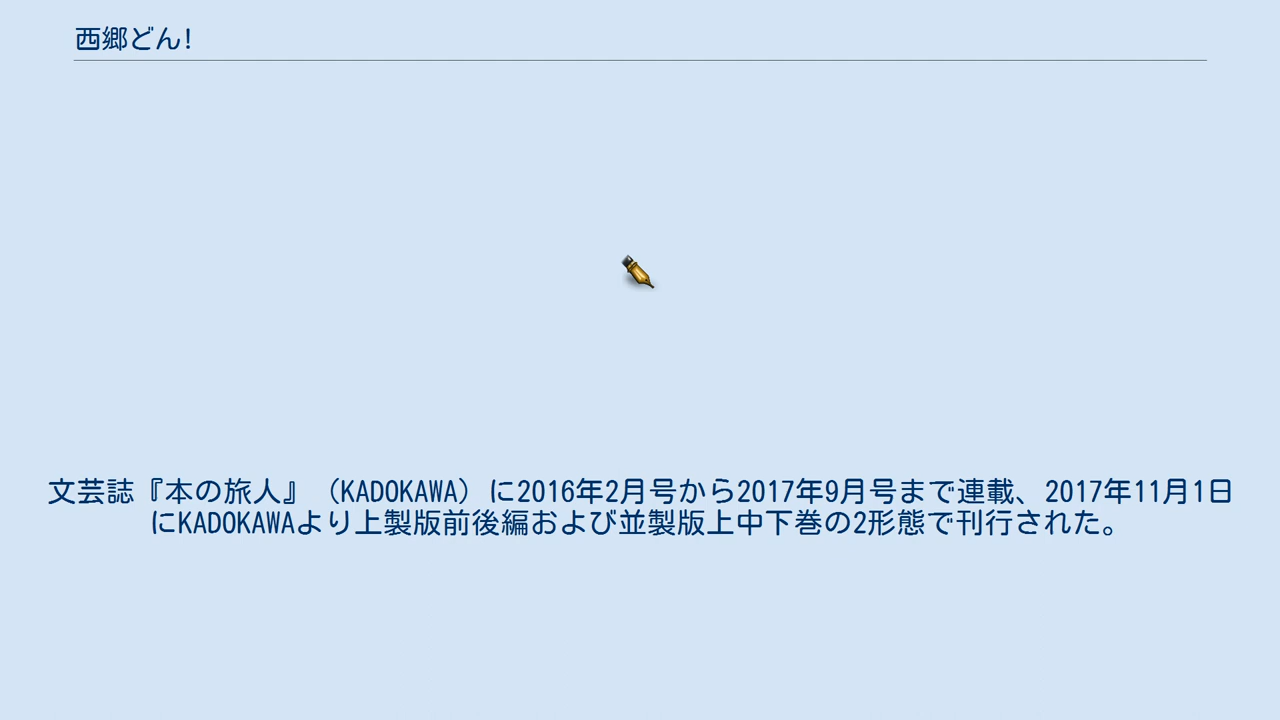 西郷どん!
文芸誌『本の旅人』（KADOKAWA）に2016年2月号から2017年9月号まで連載、2017年11月1日
にKADOKAWAより上製版前後編および並製版上中下巻の2形態で刊行された。